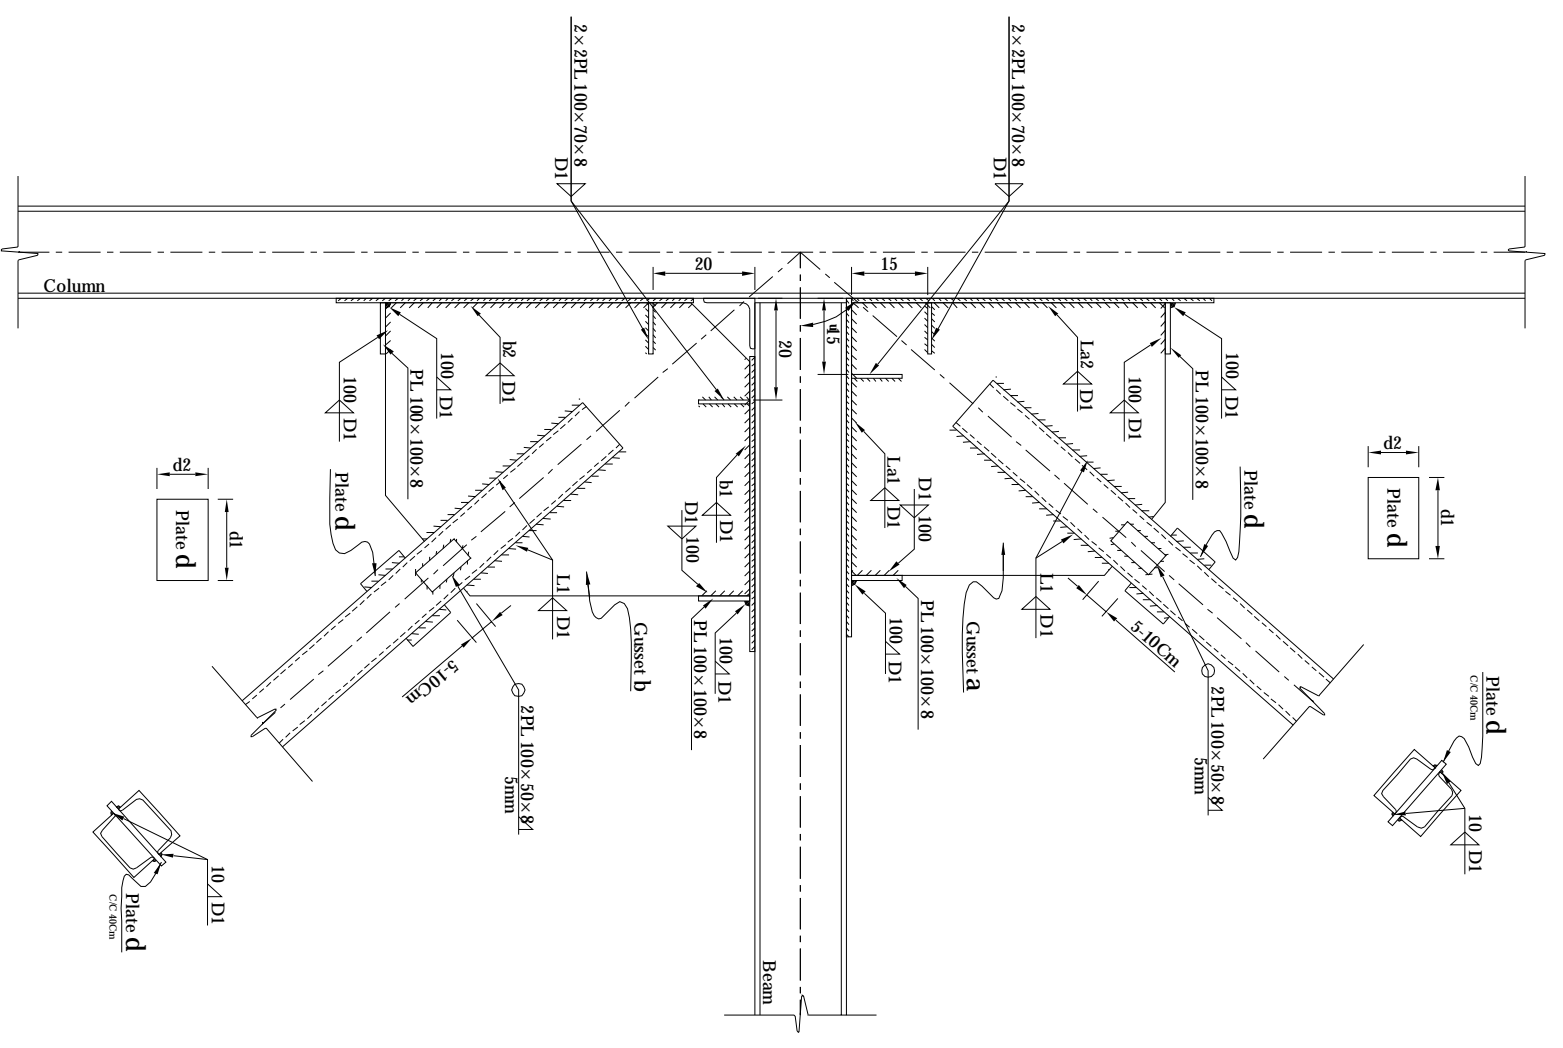 2×2PL 100×70×8
D1
2×2PL 100×70×8
D1
Column
20
15
20
15
b2
D1
100
D1
PL 100×100×8
100
D1
La2
D1
100
D1
100
D1
PL 100×100×8
d2
d1
Plate d
Plate d
L1
D1
b1
D1
D1
100
100
D1
PL 100×100×8
Gusset b
5-10Cm
2PL 100×50×8
5mm
La1
D1
D1
100
100
D1
PL 100×100×8
Gusset a
L1
D1
5-10Cm
2PL 100×50×8
5mm
Plate d
d2
d1
Plate d
Plate d
C/C 40Cm
10
D1
10
D1
Plate d
C/C 40Cm
Beam